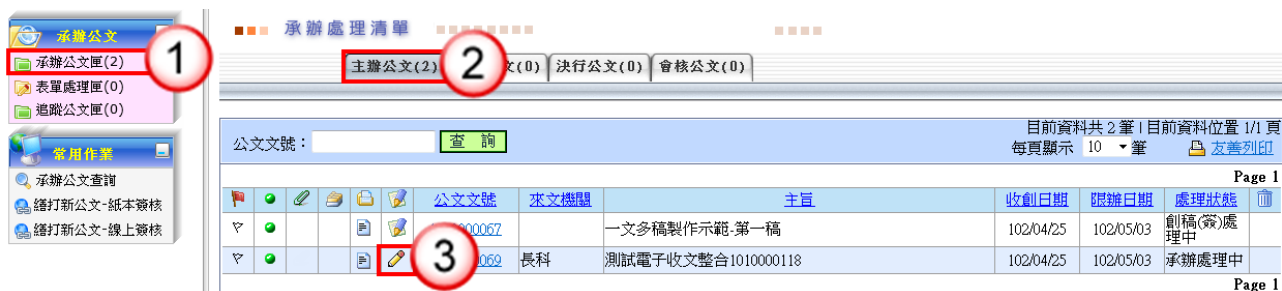 承辦公文
承辦公文匣(2)
1
表單處理匣(0)
追蹤公文匣(0)
常用作業
承辦公文查詢
繕打新公文-紙本簽核
繕打新公文-線上簽核
承辦處理清單
主辦公文(2)
2
文(0)
決行公文(0)
會核公文(0)
公文文號：
查 詢
目前資料共 2 筆 | 目前資料位置 1/1 頁
每頁顯示 10 筆 友善列印
Page 1
公文文號 來文機關 主旨 收創日期 限辦日期 處理狀態
00067 一文多稿製作示範-第一稿 102/04/25 102/05/03 創稿(簽)處
理中
3
069 長科 測試電子收文整合1010000118 102/04/25 102/05/03 承辦處理中
Page 1